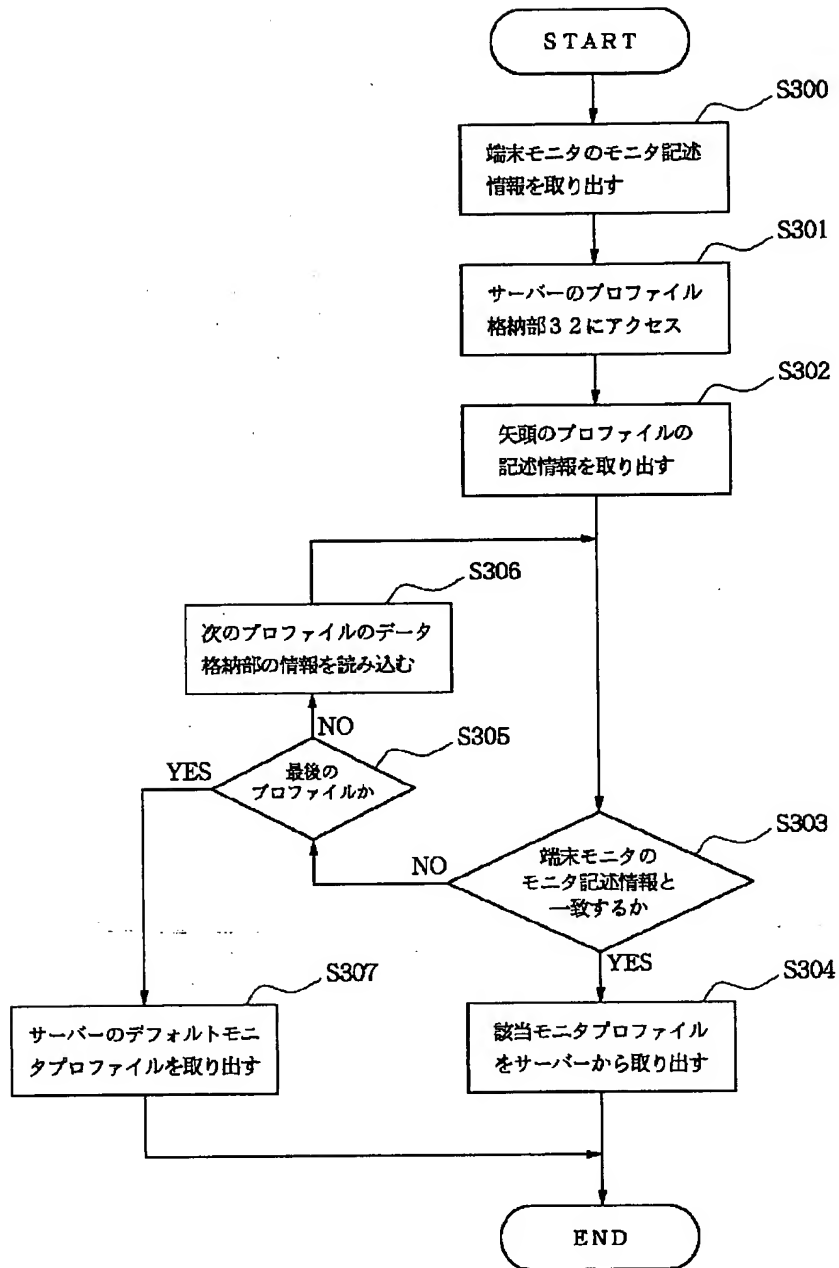 START
S300
端末モニタのモニタ記述
情報を取り出す
S301
サーバーのプロファイル
格納部32にアクセス
S302
矢頭のプロファイルの
記述情報を取り出す
S306
次のプロファイルのデータ
格納部の情報を読み込む
NO
S305
YES
最後の
プロファイルか
S303
NO
端末モニタの
モニタ記述情報と
一致するか
YES
S304
S307
サーバーのデフォルトモニ
タプロファイルを取り出す
該当モニタプロファイル
をサーバーから取り出す
END